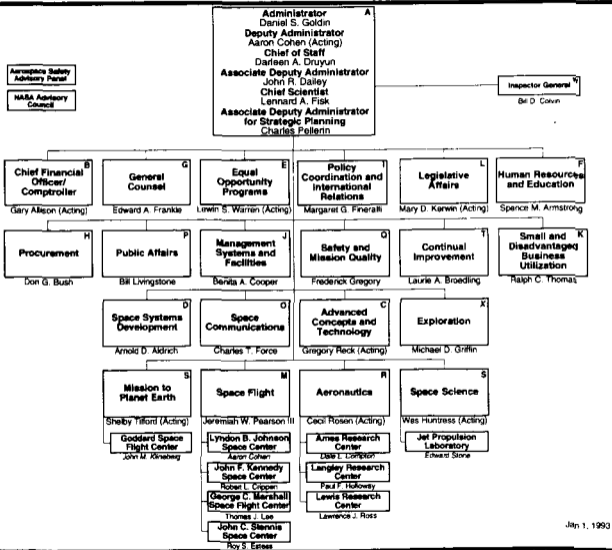 A
Administrator
Daniel S. Goldin
Deputy Administrator
Aaron Cohen (Acting)
Chief of Staff
Darleen A. Druyun
Associate Deputy Administrator
John R. Dailey
Chief Scientist
Lennard A. Fisk
Associate Deputy Administrator
for Strategic Planning
Charles Pellerin
Aerospace Safety
Advisory Panel
NASA Advisory
Council
Inspector General
W
Bill D. Colvin
B
Chief Financial
Officer/
Comptroller
Gary Allison (Acting)
G
General
Counsel
Edward A. Frankle
E
Equal
Opportunity
Programs
Lewin S. Warren (Acting)
I
Policy
Coordination and
International
Relations
Margaret G. Finarelli
L
Legislative
Affairs
Mary D. Kerwin (Acting)
F
Human Resources
and Education
Spence M. Armstrong
H
Procurement
Don G. Bush
P
Public Affairs
Bill Livingstone
J
Management
Systems and
Facilities
Benita A. Cooper
Q
Safety and
Mission Quality
Frederick Gregory
T
Continual
Improvement
Laurie A. Broedling
K
Small and
Disadvantaged
Business
Utilization
Ralph C. Thomas
D
Space Systems
Development
Arnold D. Aldrich
O
Space
Communications
Charles T. Force
C
Advanced
Concepts and
Technology
Gregory Reck (Acting)
X
Exploration
Michael D. Griffin
S
Mission to
Planet Earth
Shelby Tilford (Acting)
M
Space Flight
Jeremiah W. Pearson III
R
Aeronautics
Cecil Rosen (Acting)
S
Space Science
Wes Huntress (Acting)
Goddard Space
Flight Center
John M. Klineberg
Lyndon B. Johnson
Space Center
Aaron Cohen
John F. Kennedy
Space Center
Robert L. Crippen
George C. Marshall
Space Flight Center
Thomas J. Lee
John C. Stennis
Space Center
Roy S. Estess
Ames Research
Center
Dale L. Compton
Langley Research
Center
Paul F. Holloway
Lewis Research
Center
Lawrence J. Ross
Jet Propulsion
Laboratory
Edward Stone
Jan 1, 1993